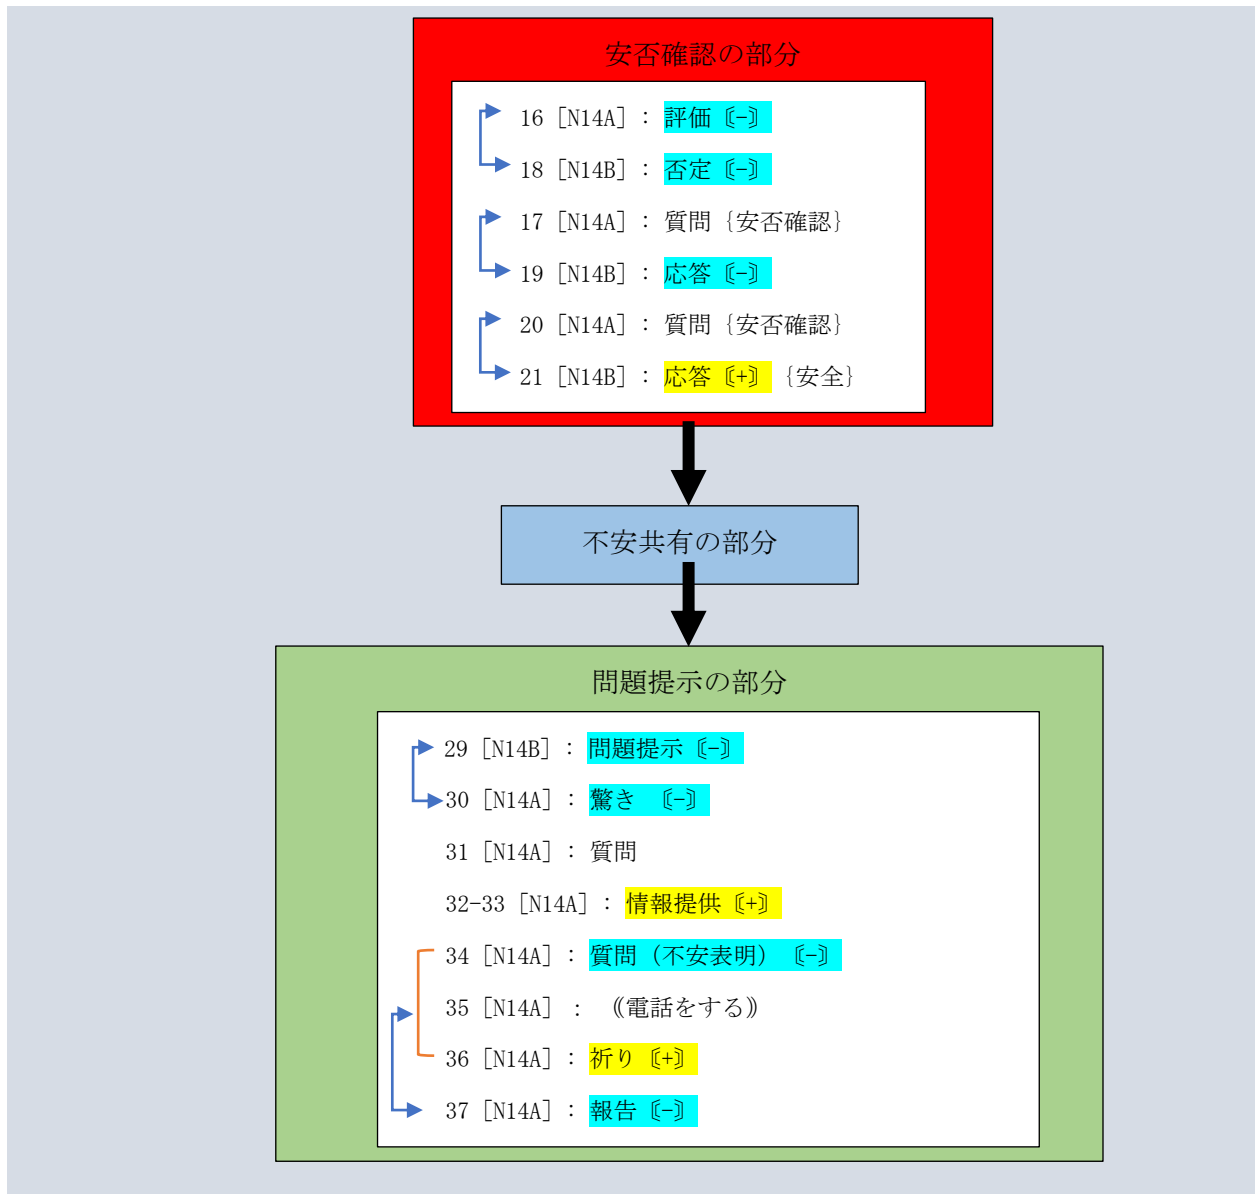 安否確認の部分
16［N14A］：評価〘−〙
18［N14B］：否定〘−〙
17［N14A］：質問｛安否確認｝
19［N14B］：応答〘−〙
20［N14A］：質問｛安否確認｝
21［N14B］：応答〘+〙｛安全｝
不安共有の部分
問題提示の部分
29［N14B］：問題提示〘−〙
30［N14A］：驚き　〘−〙
31［N14A］：質問
32-33［N14A］：情報提供〘+〙
34［N14A］：質問（不安表明）〘−〙
35［N14A］：　⸨電話をする⸩
36［N14A］：祈り〘+〙
37［N14A］：報告〘−〙